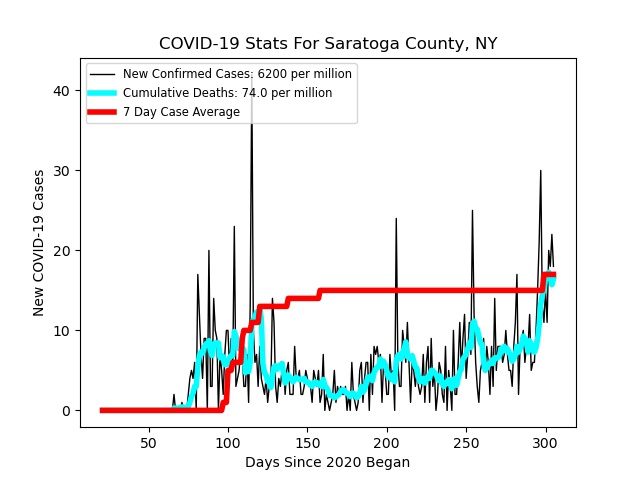 COVID-19 Stats For Saratoga County, NY
New Confirmed Cases: 6200 per million
Cumulative Deaths: 74.0 per million
7 Day Case Average
New COVID-19 Cases
40
30
20
10
0
50 100 150 200 250 300
Days Since 2020 Began